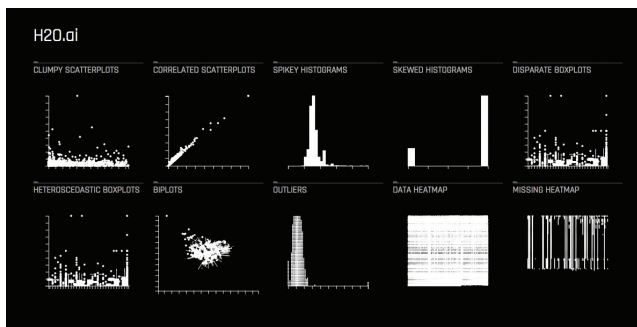 H2O.ai
CLUMPY SCATTERPLOTS
CORRELATED SCATTERPLOTS
SPIKEY HISTOGRAMS
SKEWED HISTOGRAMS
DISPARATE BOXPLOTS
HETEROSCEDASTIC BOXPLOTS
BIPLOTS
OUTLIERS
DATA HEATMAP
MISSING HEATMAP